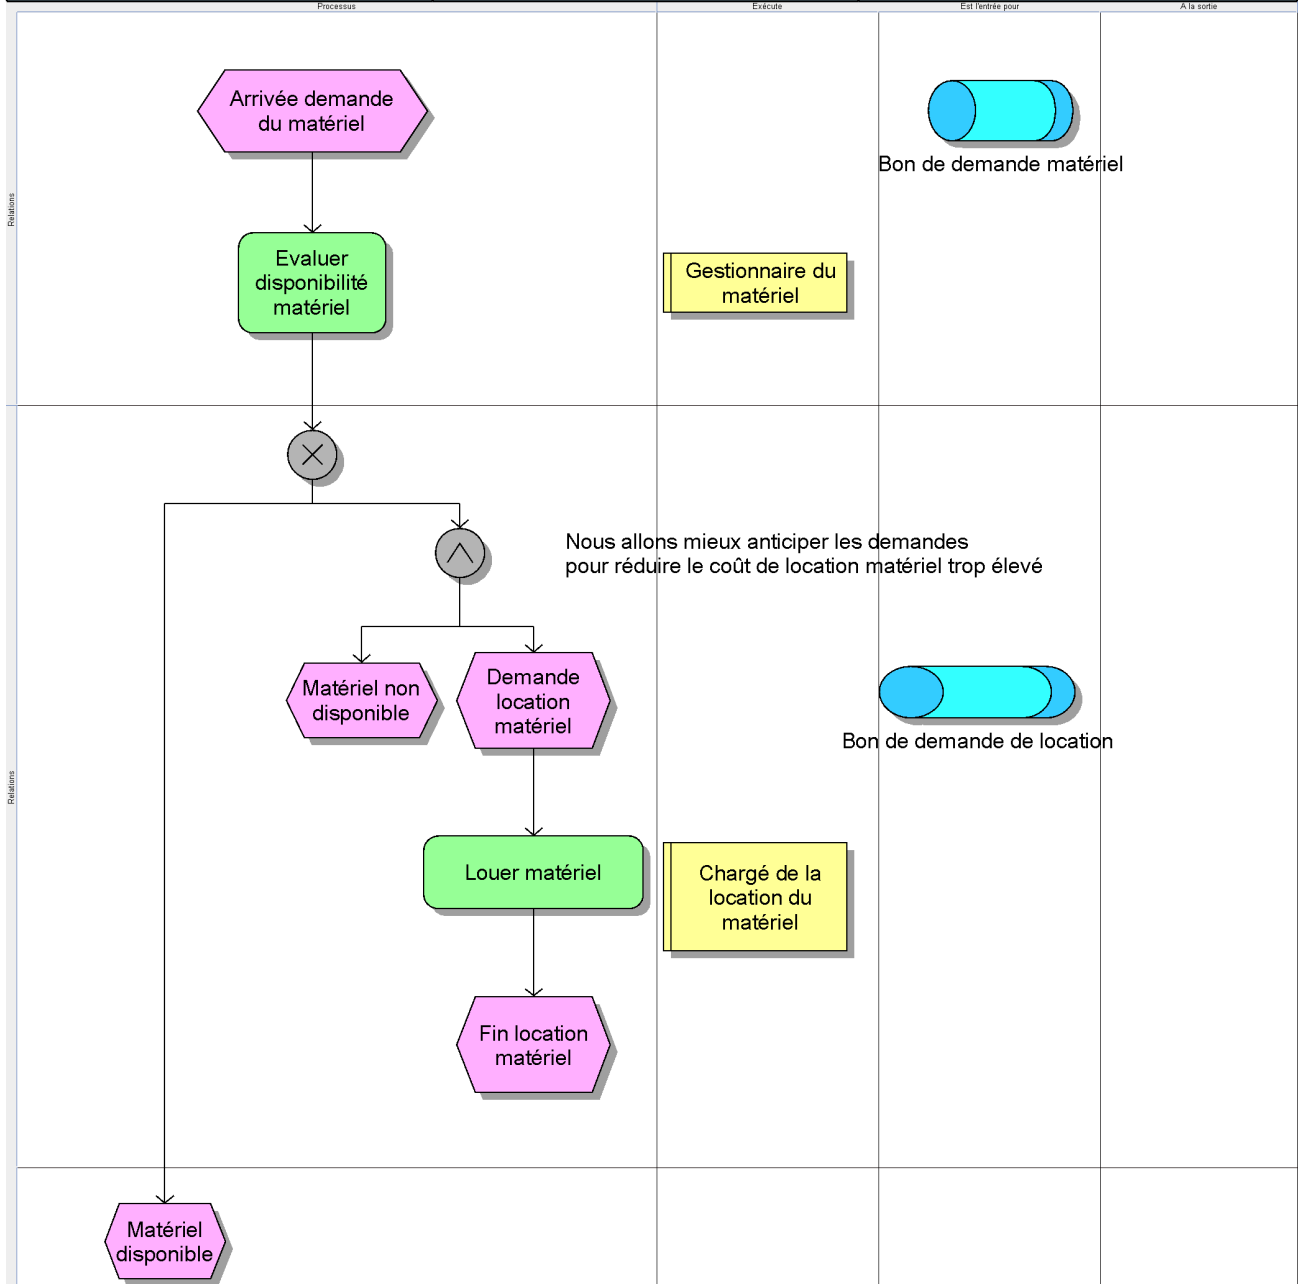 Processus
Exécute
Est l'entrée pour
A la sortie
Relations
Arrivée demande
du matériel
Bon de demande matériel
Evaluer
disponibilité
matériel
Gestionnaire du
matériel
Relations
Nous allons mieux anticiper les demandes
pour réduire le coût de location matériel trop élevé
Matériel non
disponible
Demande
location
matériel
Bon de demande de location
Louer matériel
Chargé de la
location du
matériel
Fin location
matériel
Matériel
disponible